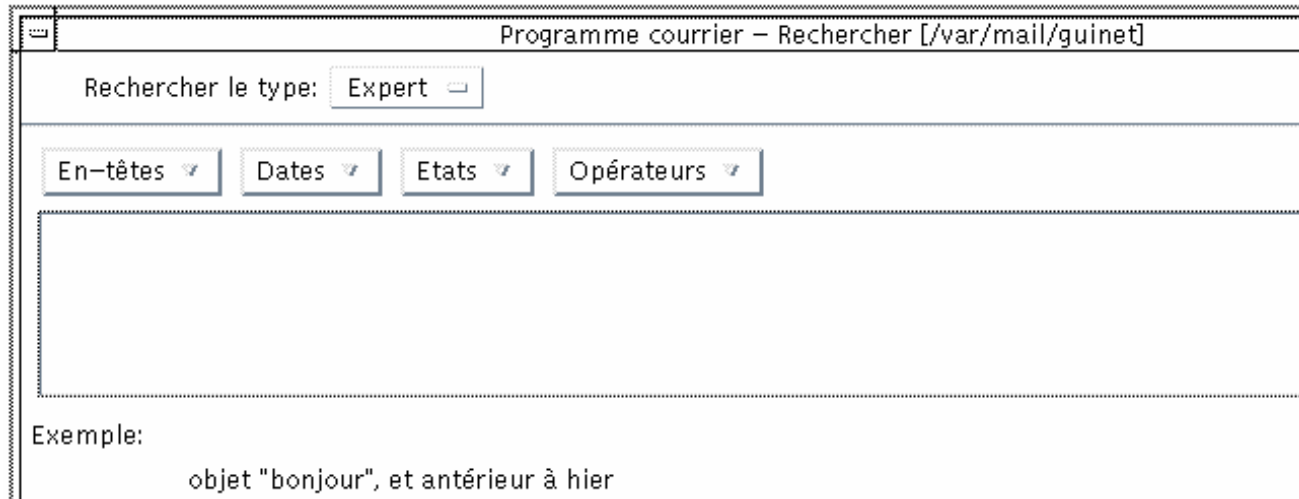 Programme courrier – Rechercher [/var/mail/guinet]
Rechercher le type: Expert
En-têtes Dates Etats Opérateurs
Exemple:
objet "bonjour", et antérieur à hier